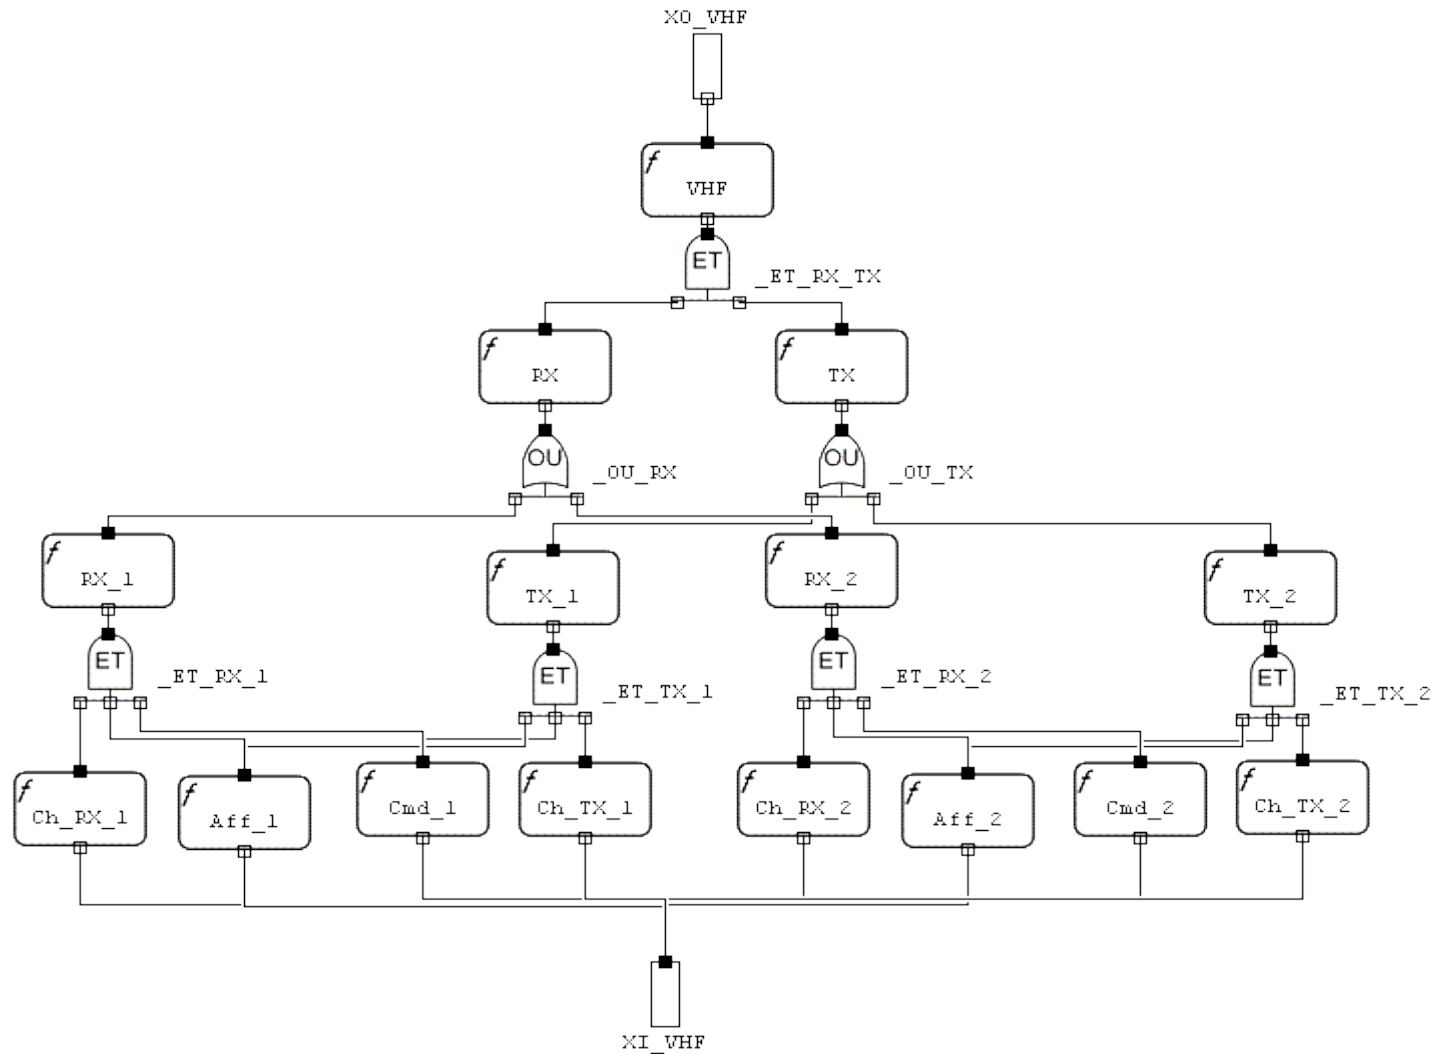 XO_VHF
f
VHF
ET
_ET_RX_TX
f
RX
f
TX
OU
_OU_RX
OU
_OU_TX
f
RX_1
f
TX_1
f
RX_2
f
TX_2
ET
_ET_RX_1
ET
_ET_TX_1
ET
_ET_RX_2
ET
_ET_TX_2
f
Ch_RX_1
f
Aff_1
f
Cmd_1
f
Ch_TX_1
f
Ch_RX_2
f
Aff_2
f
Cmd_2
f
Ch_TX_2
XI_VHF